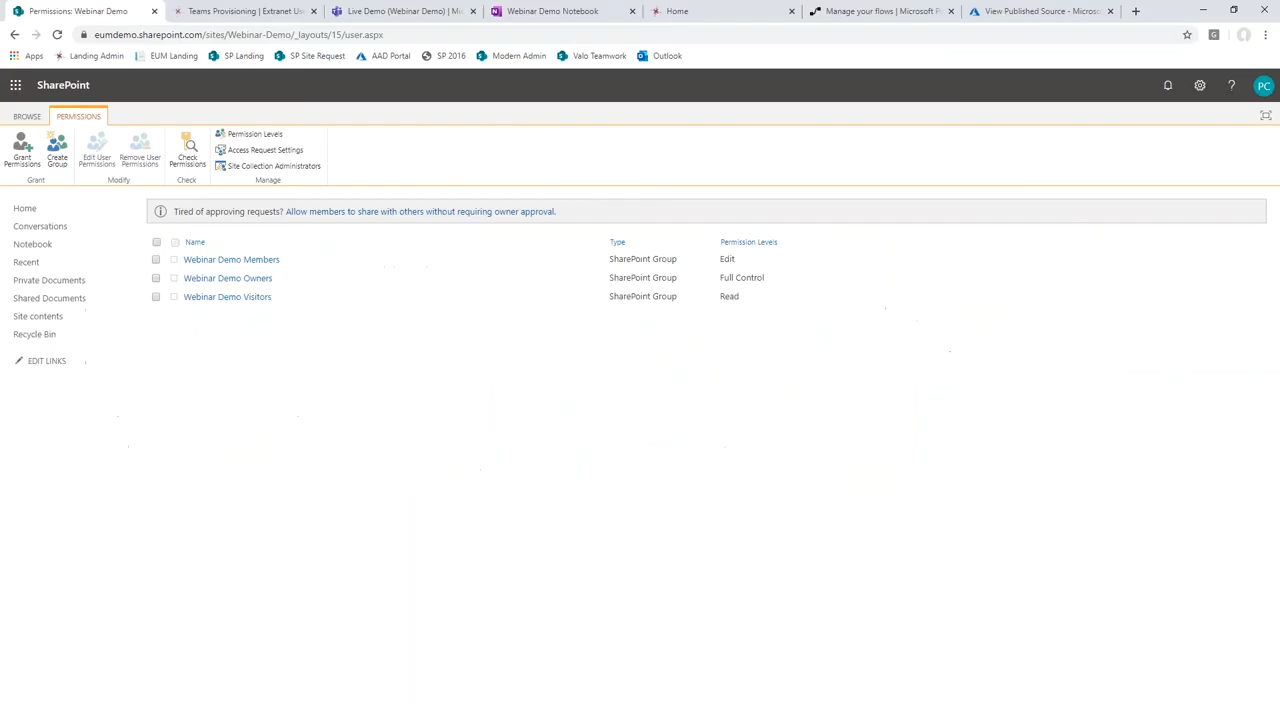 Permissions: Webinar Demo
Teams Provisioning | Extranet Use
Live Demo (Webinar Demo) | Mic
Webinar Demo Notebook
Home
Manage your flows | Microsoft Po
View Published Source - Microso
eumdemo.sharepoint.com/sites/Webinar-Demo/_layouts/15/user.aspx
Apps Landing Admin EUM Landing SP Landing SP Site Request AAD Portal SP 2016 Modern Admin Valo Teamwork Outlook
SharePoint
PC
BROWSE PERMISSIONS
Grant Permissions
Create Group
Edit User Permissions
Remove User Permissions
Check Permissions
Permission Levels
Access Request Settings
Site Collection Administrators
Grant Modify Check Manage
Home
Conversations
Notebook
Recent
Private Documents
Shared Documents
Site contents
Recycle Bin
EDIT LINKS
Tired of approving requests? Allow members to share with others without requiring owner approval.
Name Type Permission Levels
Webinar Demo Members SharePoint Group Edit
Webinar Demo Owners SharePoint Group Full Control
Webinar Demo Visitors SharePoint Group Read